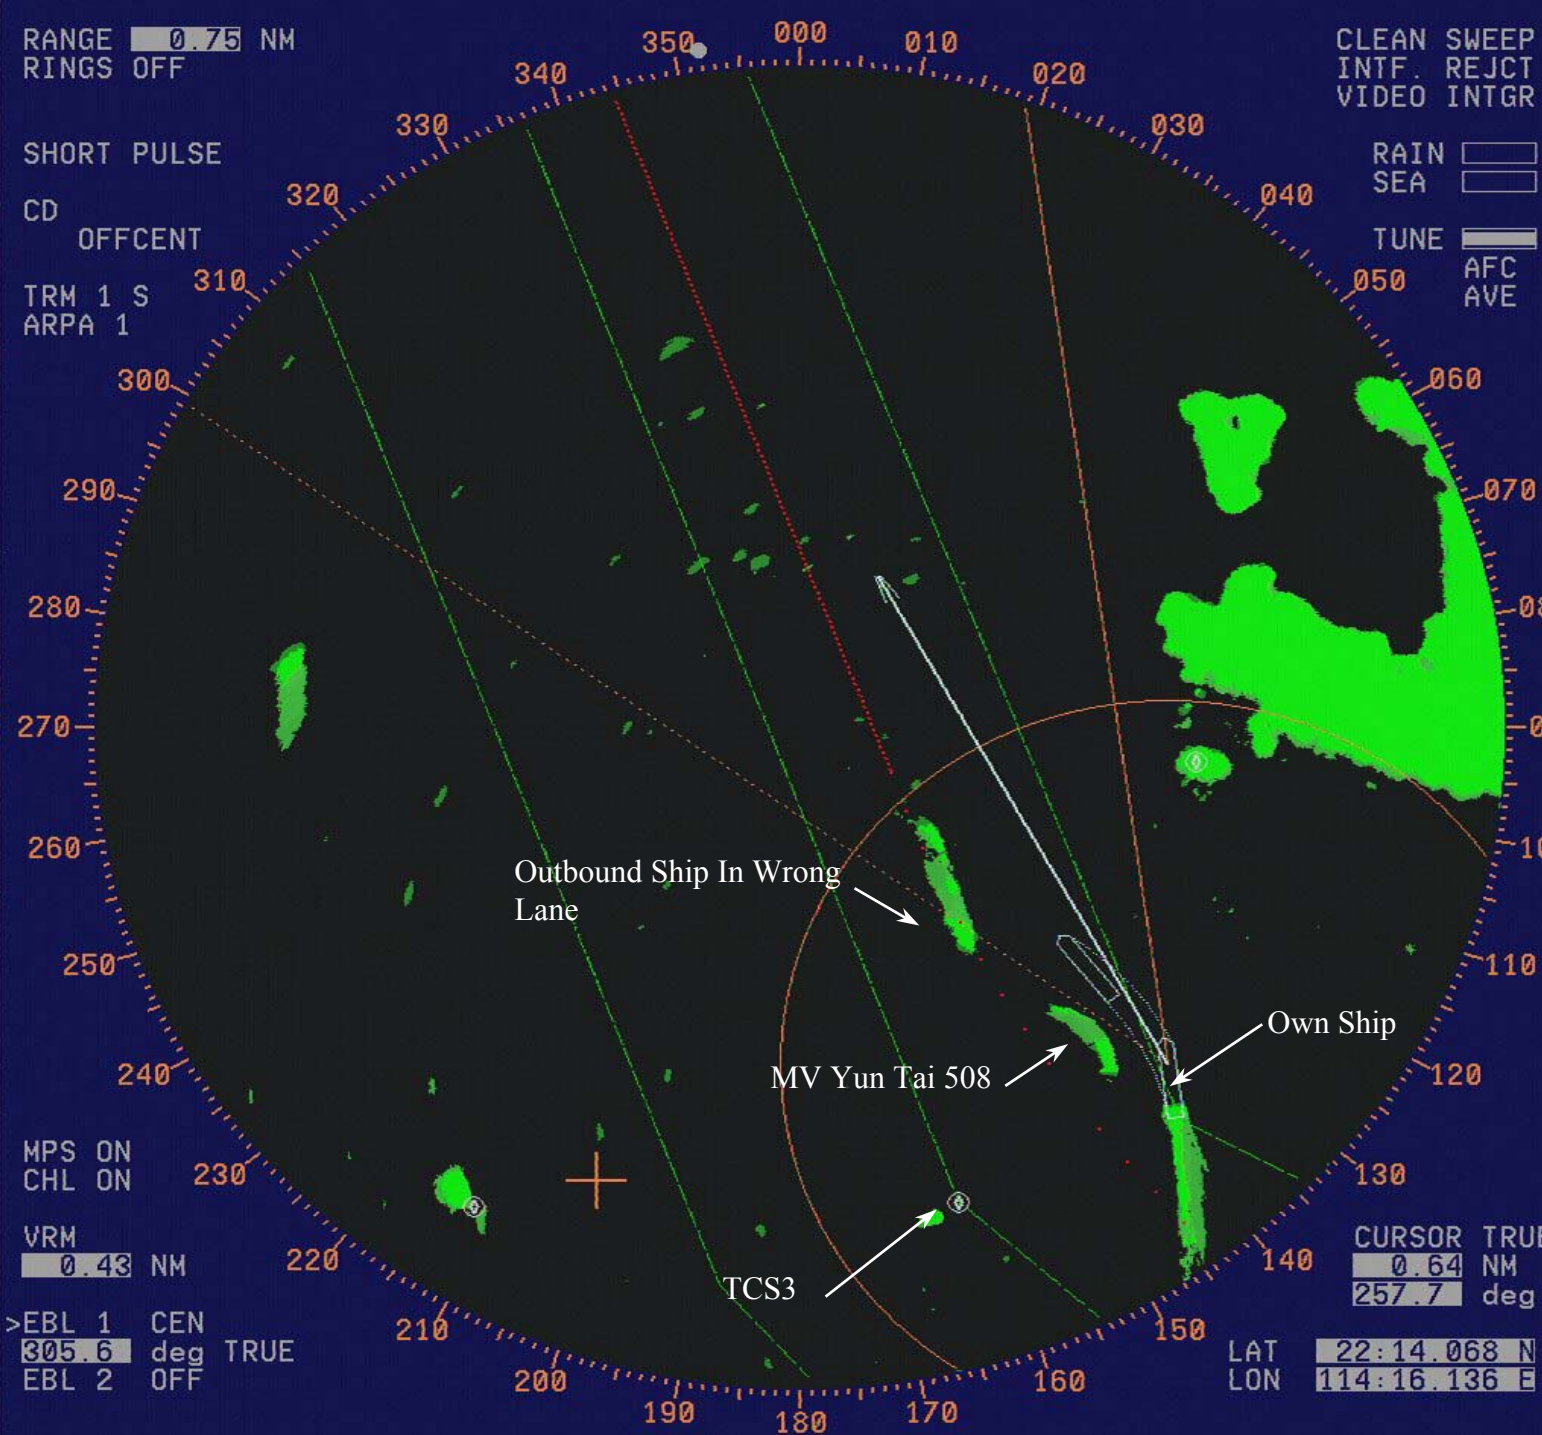 RANGE 0.75 NM
RINGS OFF
SHORT PULSE
CD
OFFCENT
TRM 1 S
ARPA 1
CLEAN SWEEP
INTF. REJCT
VIDEO INTGR
RAIN
SEA
TUNE
AFC
AVE
000
010
020
030
040
050
060
070
08
0
10
110
120
130
140
150
160
170
180
190
200
210
220
230
240
250
260
270
280
290
300
310
320
330
340
350
Outbound Ship In Wrong
Lane
MV Yun Tai 508
Own Ship
TCS3
MPS ON
CHL ON
VRM
0.43 NM
>EBL 1 CEN
305.6 deg TRUE
EBL 2 OFF
CURSOR TRUE
0.64 NM
257.7 deg
LAT 22:14.068 N
LON 114:16.136 E